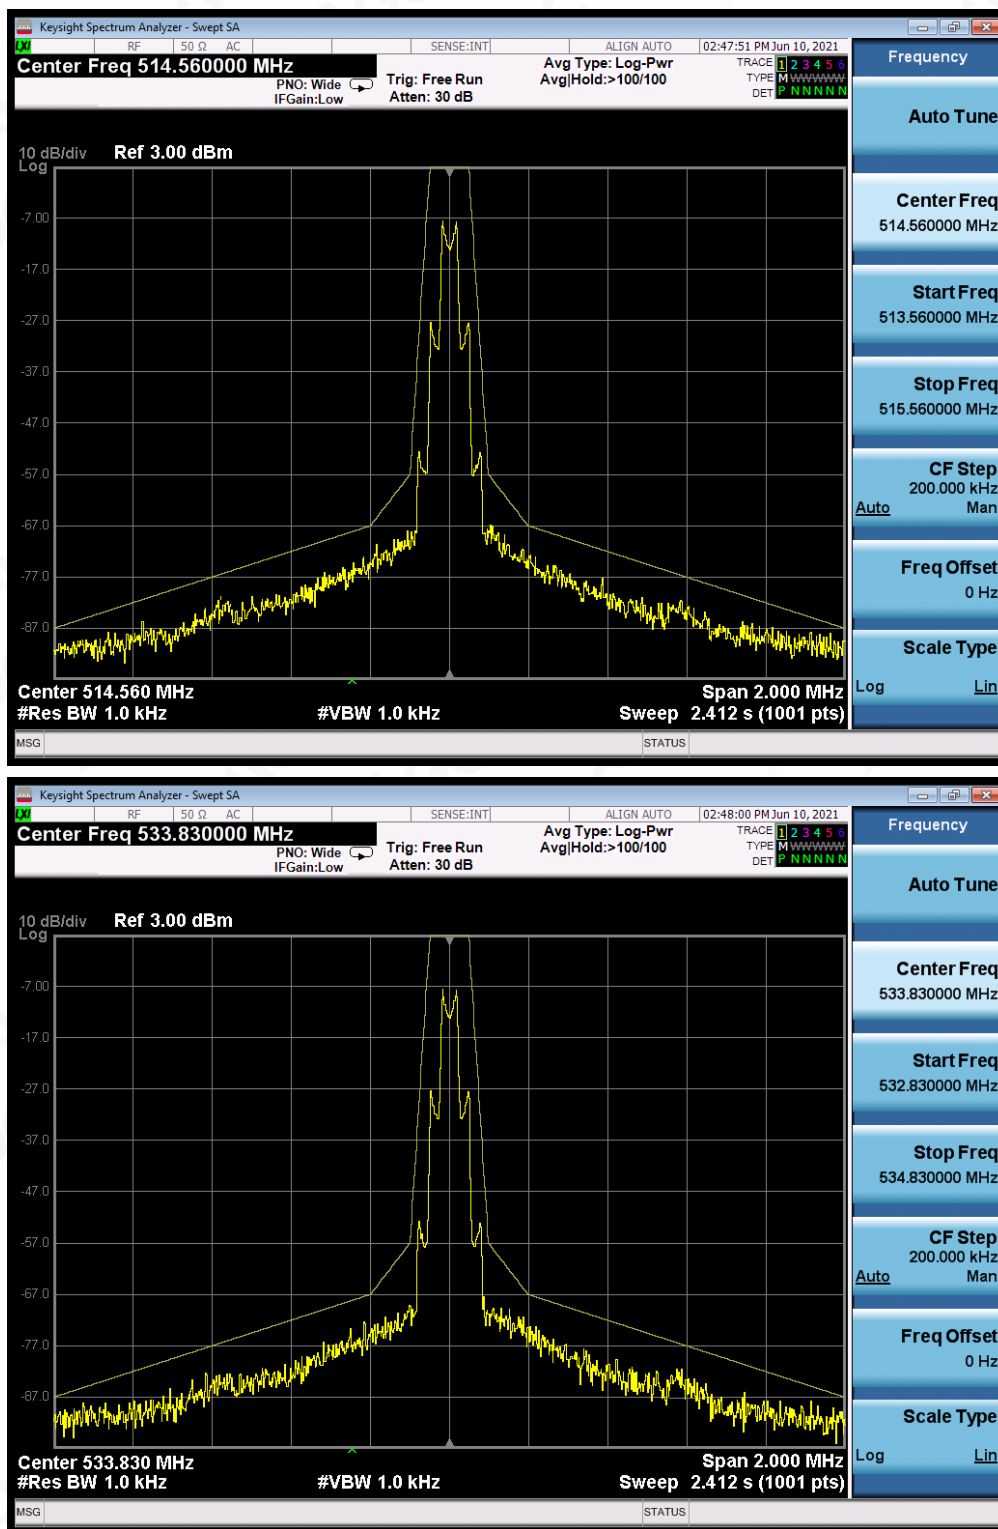 Keysight Spectrum Analyzer - Swept SA
LXI RF 50 Ω AC SENSE:INT ALIGN AUTO 02:47:51 PM Jun 10, 2021
Center Freq 514.560000 MHz
Avg Type: Log-Pwr
TRACE 1 2 3 4 5 6
PNO: Wide Trig: Free Run Avg|Hold:>100/100
TYPE M WWWWW
IFGain:Low Atten: 30 dB
DET P N N N N N
10 dB/div Ref 3.00 dBm
Log
-7.00
-17.0
-27.0
-37.0
-47.0
-57.0
-67.0
-77.0
-87.0
Center 514.560 MHz Span 2.000 MHz
#Res BW 1.0 kHz #VBW 1.0 kHz Sweep 2.412 s (1001 pts)
MSG STATUS
Frequency
Auto Tune
Center Freq
514.560000 MHz
Start Freq
513.560000 MHz
Stop Freq
515.560000 MHz
CF Step
200.000 kHz
Auto Man
Freq Offset
0 Hz
Scale Type
Log Lin
Keysight Spectrum Analyzer - Swept SA
LXI RF 50 Ω AC SENSE:INT ALIGN AUTO 02:48:00 PM Jun 10, 2021
Center Freq 533.830000 MHz
Avg Type: Log-Pwr
TRACE 1 2 3 4 5 6
PNO: Wide Trig: Free Run Avg|Hold:>100/100
TYPE M WWWWW
IFGain:Low Atten: 30 dB
DET P N N N N N
10 dB/div Ref 3.00 dBm
Log
-7.00
-17.0
-27.0
-37.0
-47.0
-57.0
-67.0
-77.0
-87.0
Center 533.830 MHz Span 2.000 MHz
#Res BW 1.0 kHz #VBW 1.0 kHz Sweep 2.412 s (1001 pts)
MSG STATUS
Frequency
Auto Tune
Center Freq
533.830000 MHz
Start Freq
532.830000 MHz
Stop Freq
534.830000 MHz
CF Step
200.000 kHz
Auto Man
Freq Offset
0 Hz
Scale Type
Log Lin